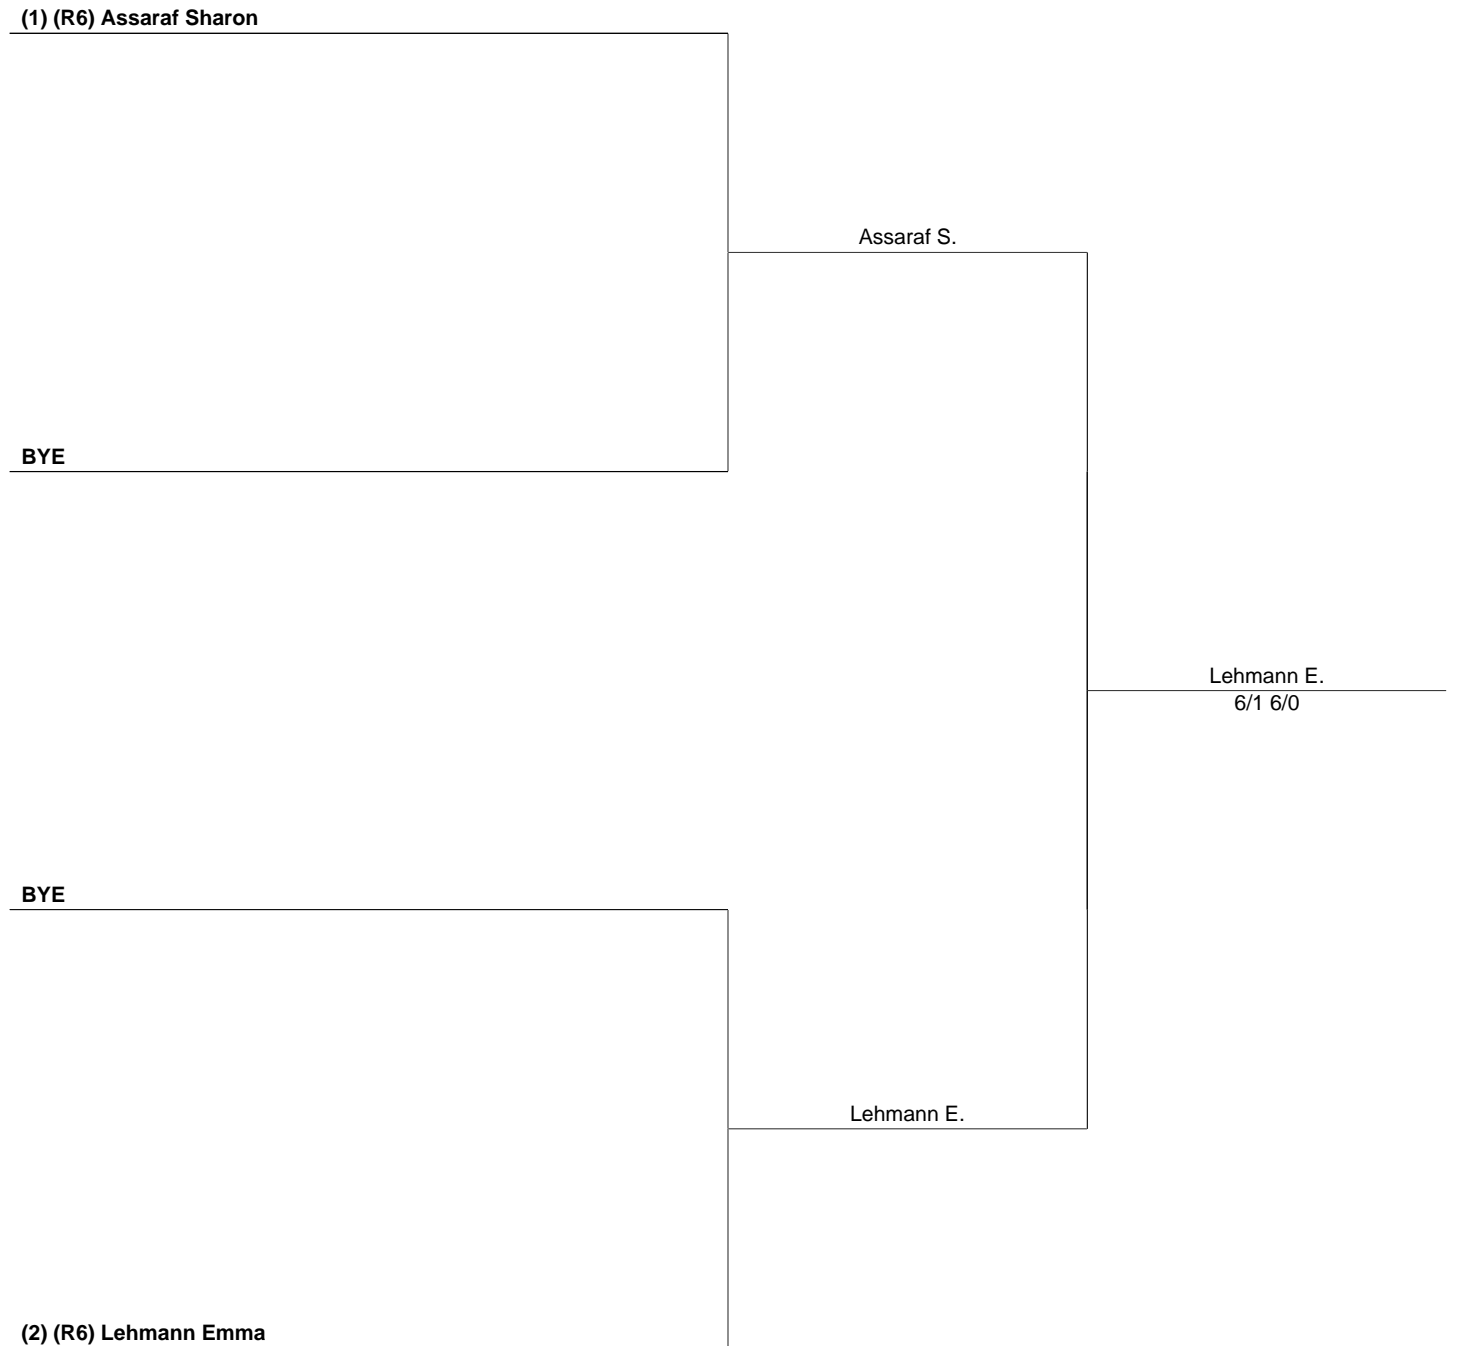 (1) (R6) Assaraf Sharon
Assaraf S.
BYE
Lehmann E.
6/1 6/0
BYE
Lehmann E.
(2) (R6) Lehmann Emma